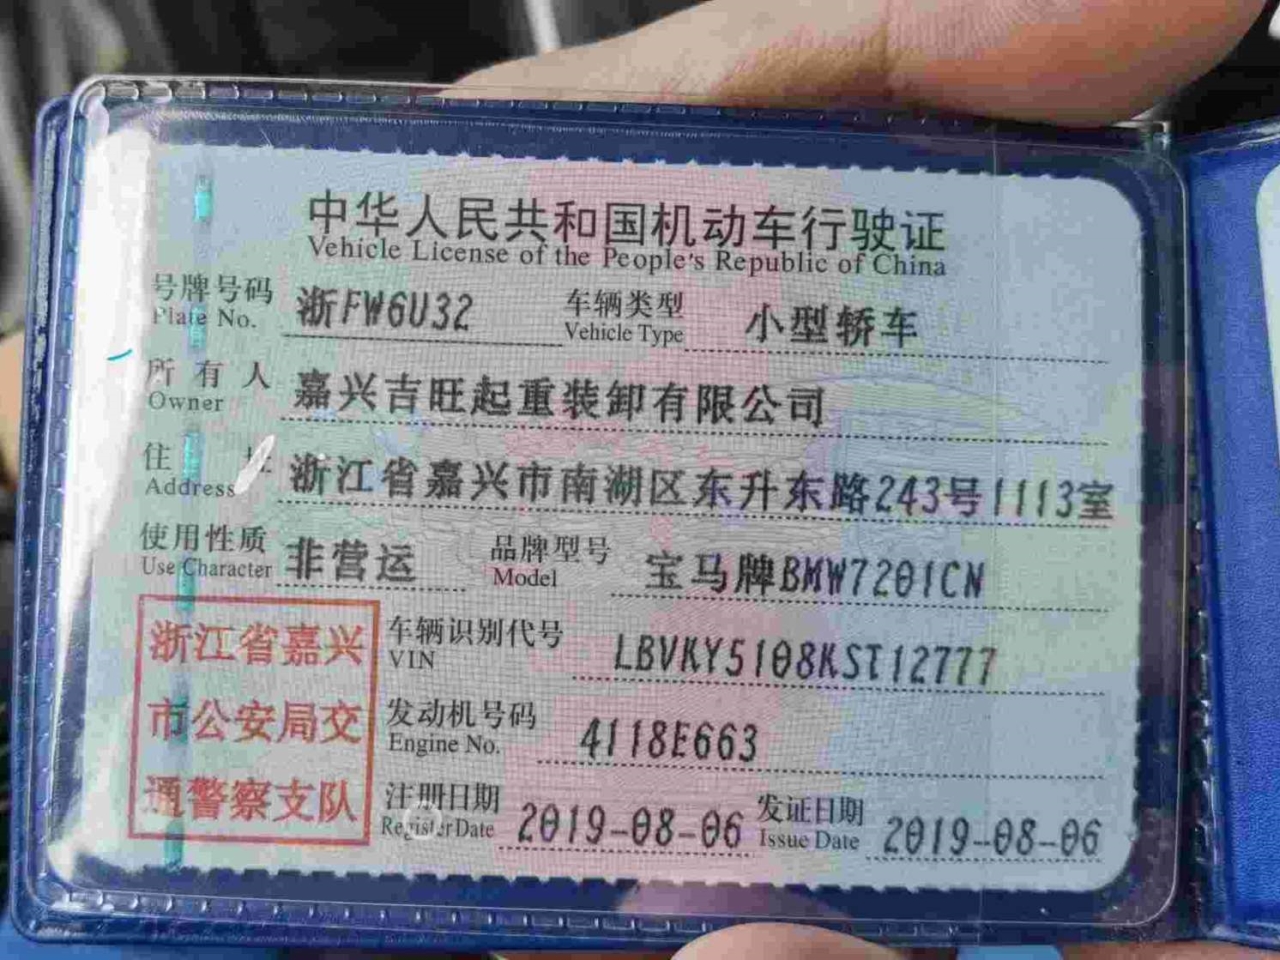 中华人民共和国机动车行驶证
Vehicle License of the People's Republic of China
号牌号码 浙FW6U32 车辆类型 小型轿车
Plate No. Vehicle Type
所有人 嘉兴吉旺起重装卸有限公司
Owner
住址 浙江省嘉兴市南湖区东升东路243号1113室
Address
使用性质 非营运 品牌型号 宝马牌BMW7201CN
Use Character Model
浙江省嘉兴
市公安局交
通警察支队
车辆识别代号 LBVKY5108KST12777
VIN
发动机号码 4118E663
Engine No.
注册日期 2019-08-06 发证日期 2019-08-06
Register Date Issue Date